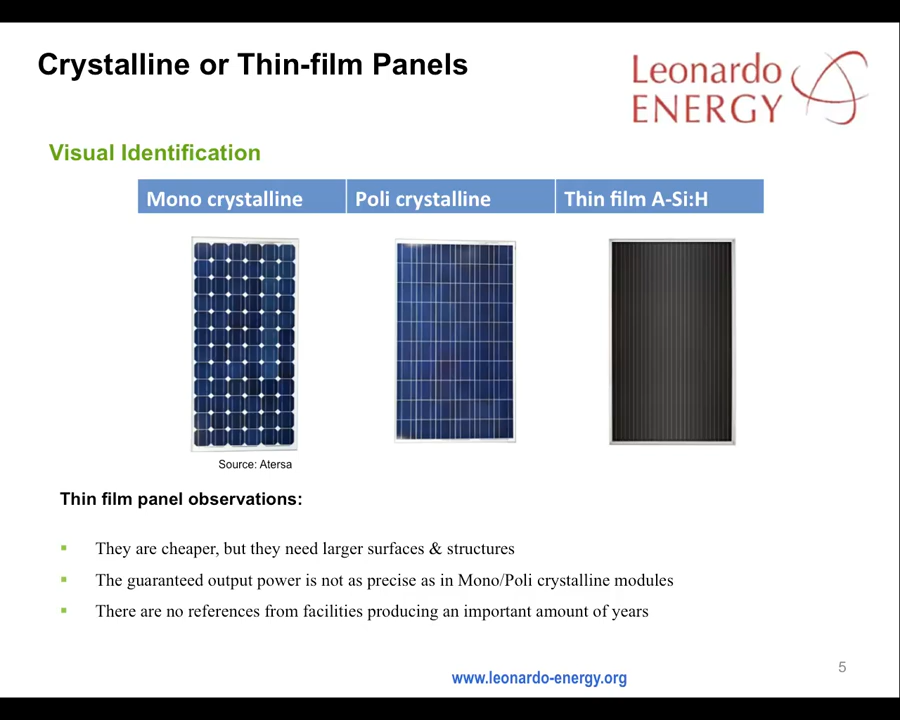 Crystalline or Thin-film Panels
Leonardo
ENERGY
Visual Identification
Mono crystalline
Poli crystalline
Thin film A-Si:H
Source: Atersa
Thin film panel observations:
They are cheaper, but they need larger surfaces & structures
The guaranteed output power is not as precise as in Mono/Poli crystalline modules
There are no references from facilities producing an important amount of years
5
www.leonardo-energy.org